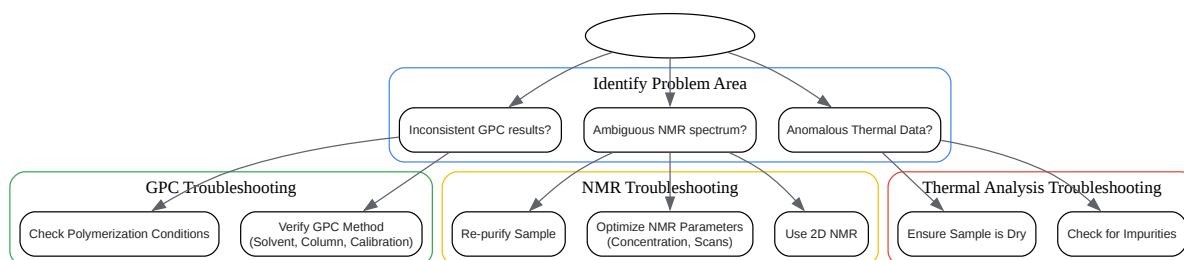 Identify Problem Area
Inconsistent GPC results?
Ambiguous NMR spectrum?
Anomalous Thermal Data?
GPC Troubleshooting
Check Polymerization Conditions
Verify GPC Method
(Solvent, Column, Calibration)
NMR Troubleshooting
Re-purify Sample
Optimize NMR Parameters
(Concentration, Scans)
Use 2D NMR
Thermal Analysis Troubleshooting
Ensure Sample is Dry
Check for Impurities